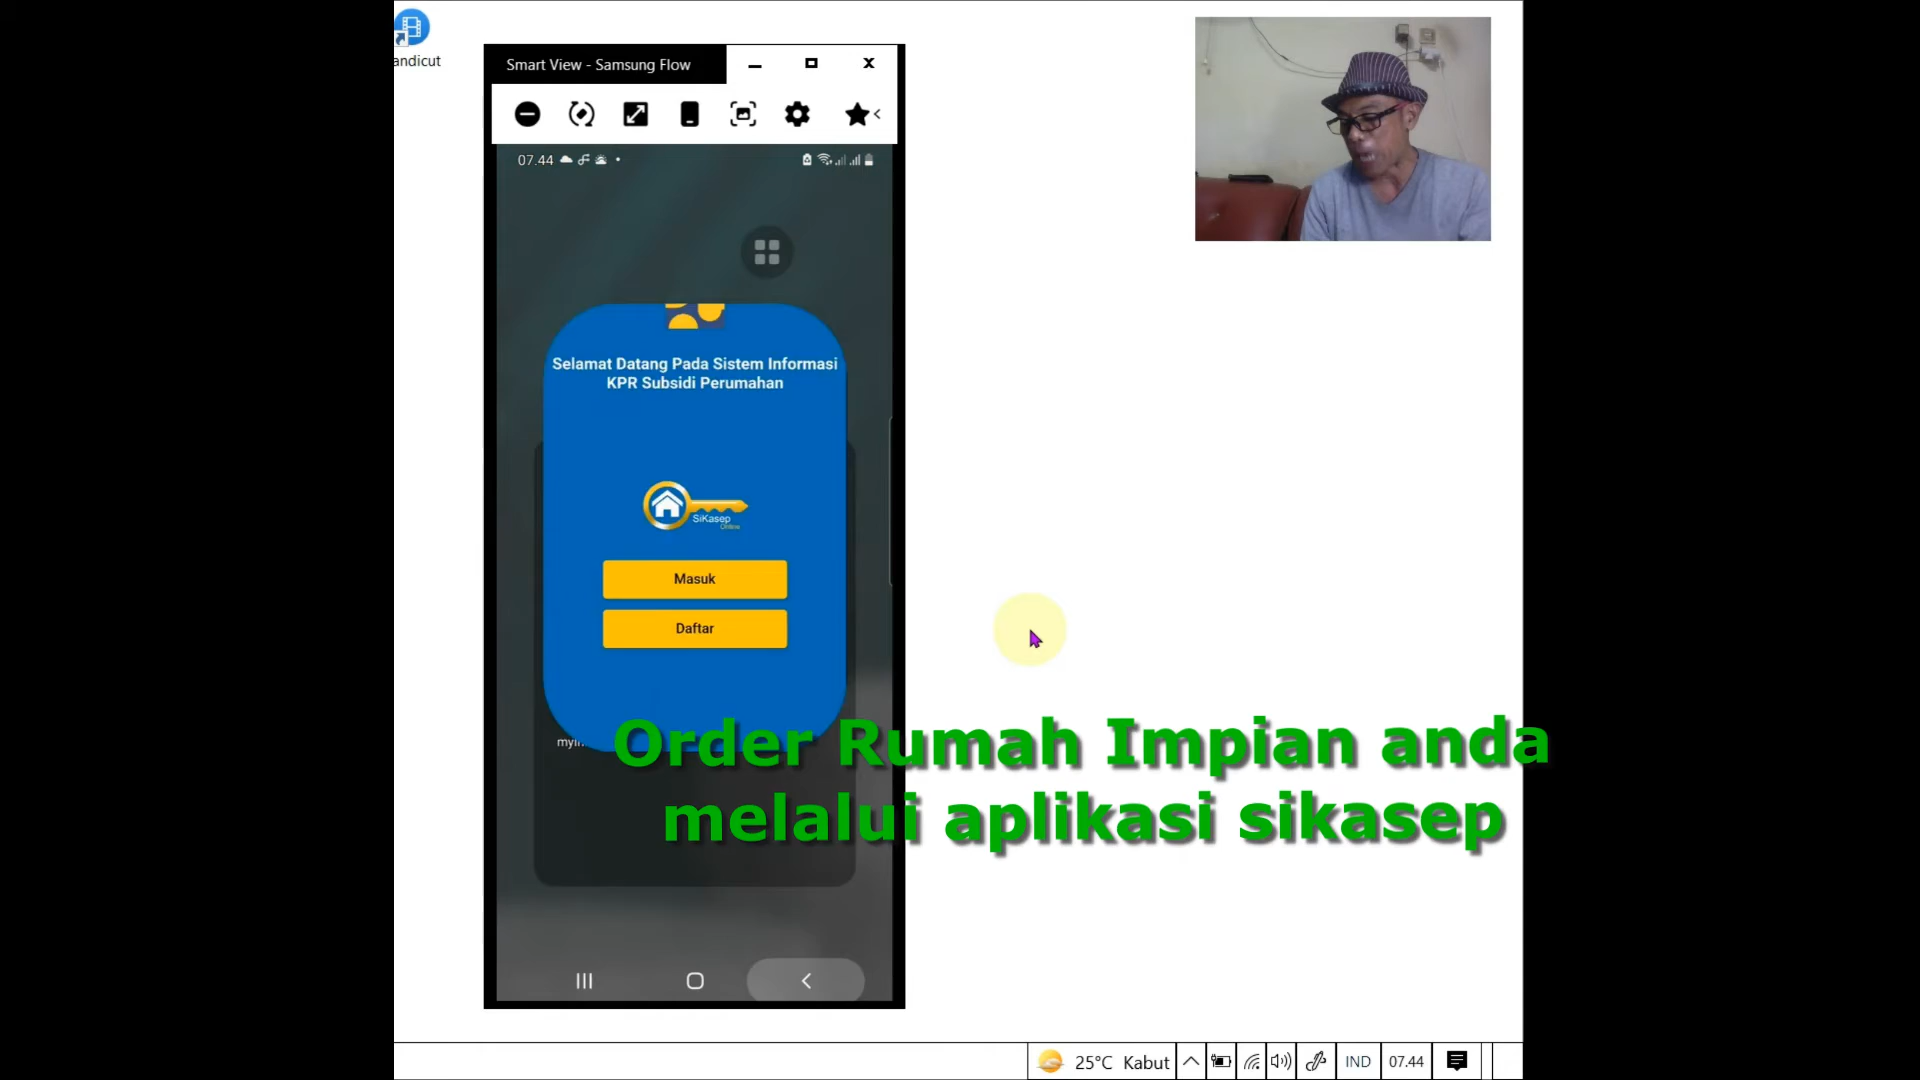 andicut
Smart View - Samsung Flow
07.44
Selamat Datang Pada Sistem Informasi
KPR Subsidi Perumahan
SiKasep
Online
Masuk
Daftar
Order Rumah Impian anda
melalui aplikasi sikasep
25°C Kabut
IND
07.44